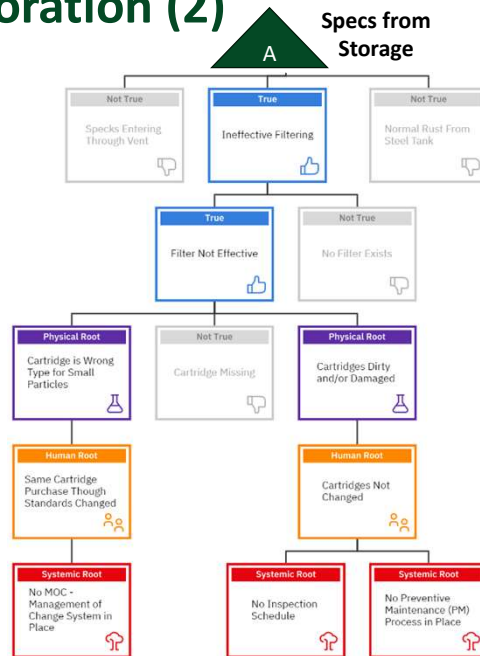 oration (2)
Specs from
Storage
A
Not True
Specks Entering
Through Vent
True
Ineffective Filtering
Not True
Normal Rust From
Steel Tank
True
Filter Not Effective
Not True
No Filter Exists
Physical Root
Cartridge is Wrong
Type for Small
Particles
Not True
Cartridge Missing
Physical Root
Cartridges Dirty
and/or Damaged
Human Root
Same Cartridge
Purchase Though
Standards Changed
Human Root
Cartridges Not
Changed
Systemic Root
No MOC -
Management of
Change System in
Place
Systemic Root
No Inspection
Schedule
Systemic Root
No Preventive
Maintenance (PM)
Process in Place